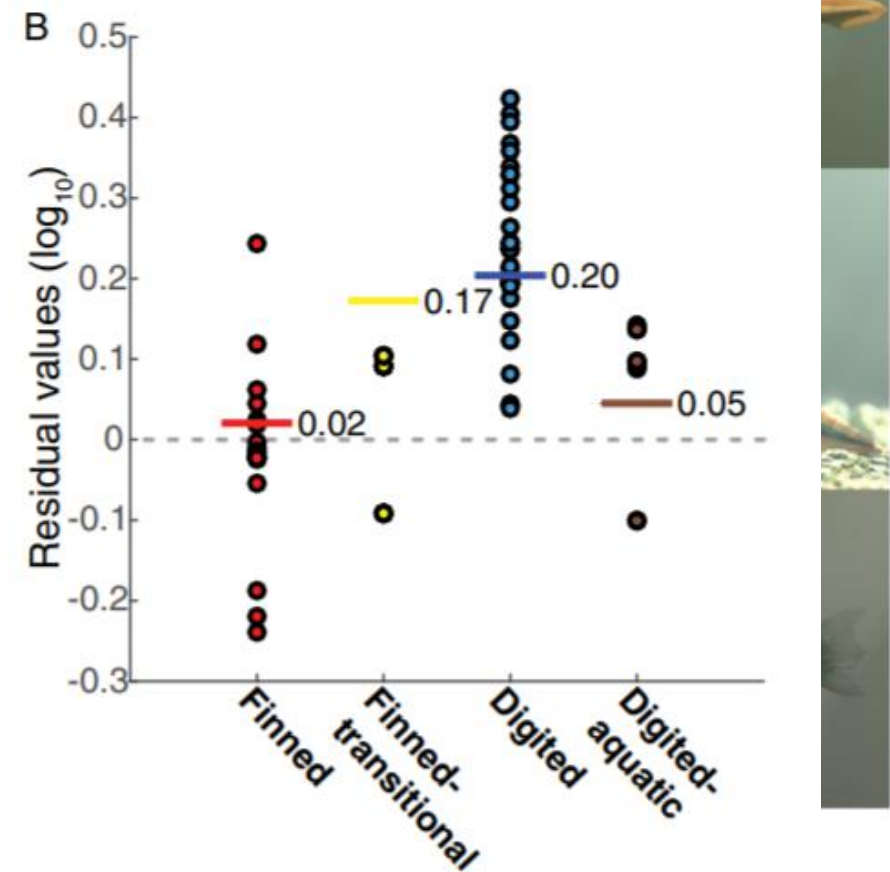 B
Residual values (log10)
0.5
0.4
0.3
0.2
0.1
0
-0.1
-0.2
-0.3
0.02
0.17
0.20
0.05
Finned
Finned-
transitional
Digited
Digited-
aquatic